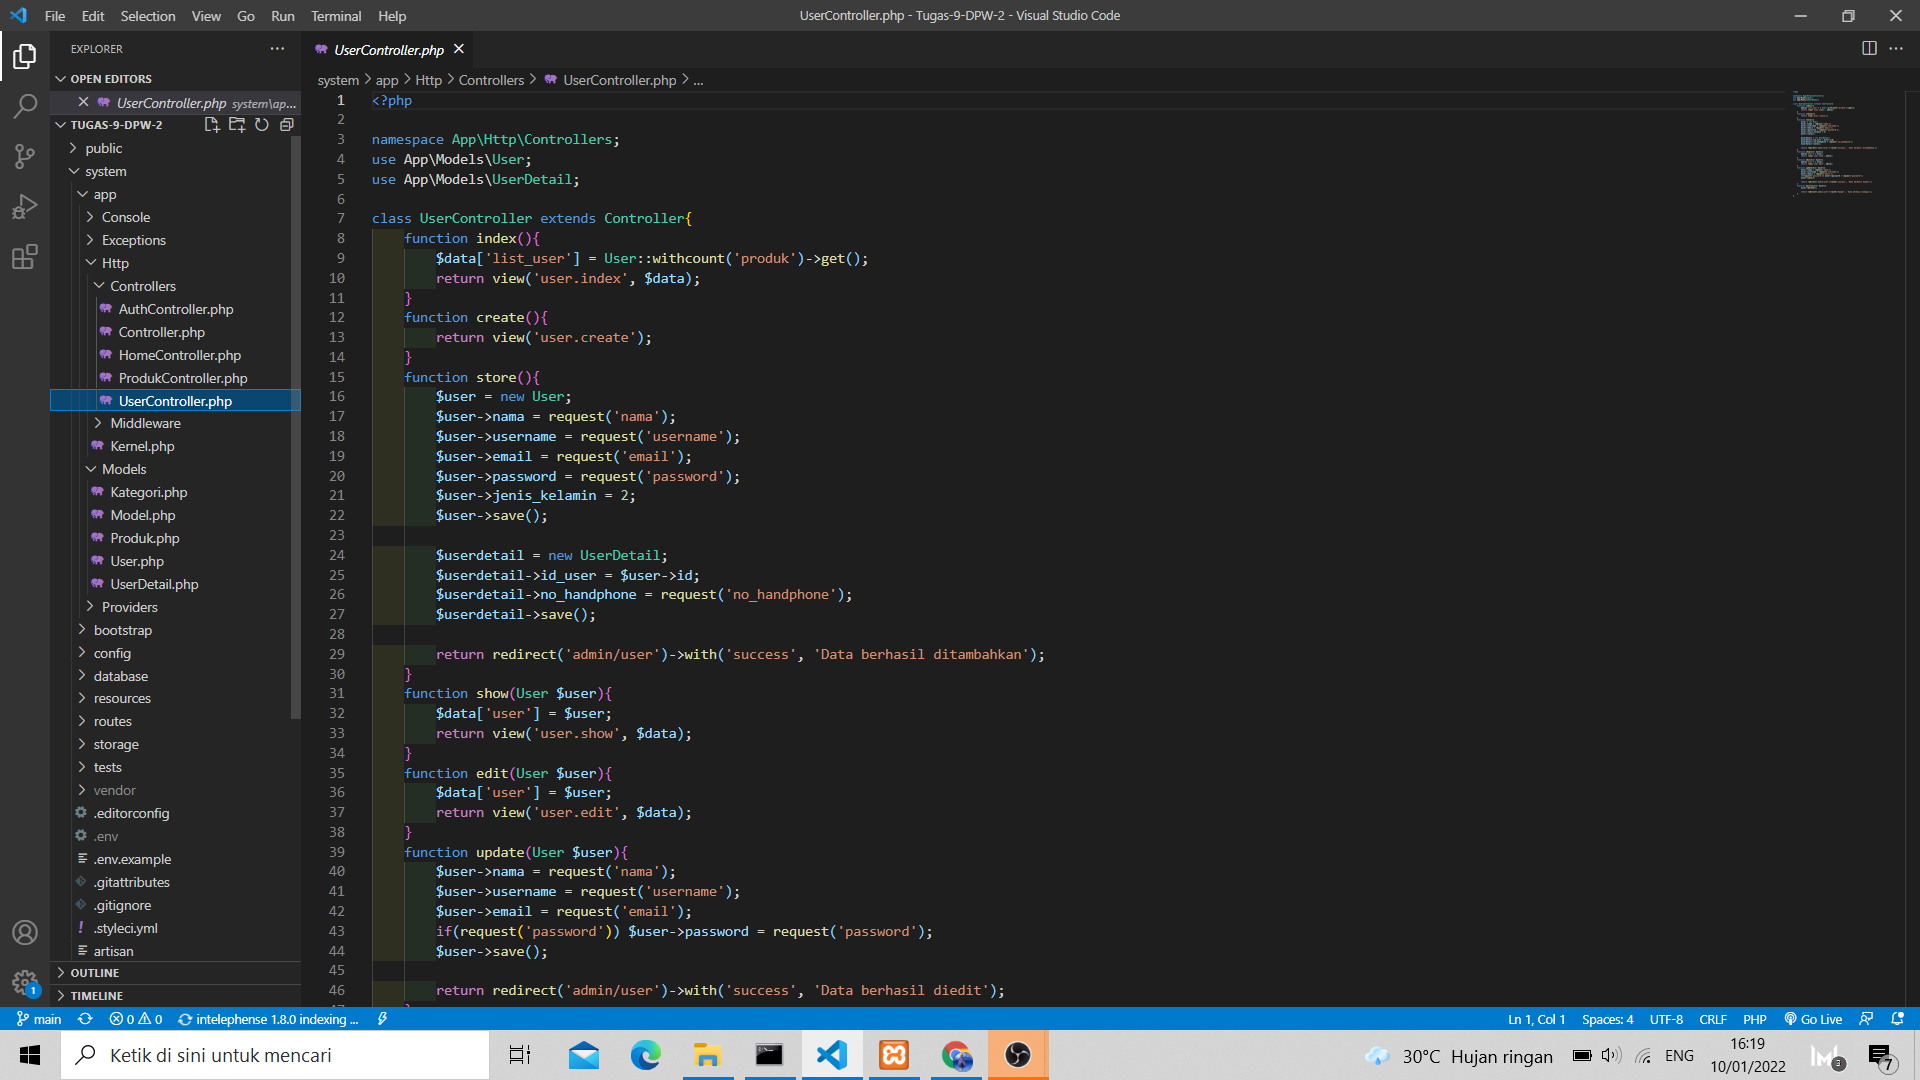 File Edit Selection View Go Run Terminal Help
UserController.php - Tugas-9-DPW-2 - Visual Studio Code
EXPLORER
OPEN EDITORS
UserController.php system\ap...
TUGAS-9-DPW-2
public
system
app
Console
Exceptions
Http
Controllers
AuthController.php
Controller.php
HomeController.php
ProdukController.php
UserController.php
Middleware
Kernel.php
Models
Kategori.php
Model.php
Produk.php
User.php
UserDetail.php
Providers
bootstrap
config
database
resources
routes
storage
tests
vendor
.editorconfig
.env
.env.example
.gitattributes
.gitignore
.styleci.yml
artisan
OUTLINE
TIMELINE
UserController.php
system > app > Http > Controllers > UserController.php > ...
1 <?php
2
3 namespace App\Http\Controllers;
4 use App\Models\User;
5 use App\Models\UserDetail;
6
7 class UserController extends Controller{
8 function index(){
9 $data['list_user'] = User::withcount('produk')->get();
10 return view('user.index', $data);
11 }
12 function create(){
13 return view('user.create');
14 }
15 function store(){
16 $user = new User;
17 $user->nama = request('nama');
18 $user->username = request('username');
19 $user->email = request('email');
20 $user->password = request('password');
21 $user->jenis_kelamin = 2;
22 $user->save();
23
24 $userdetail = new UserDetail;
25 $userdetail->id_user = $user->id;
26 $userdetail->no_handphone = request('no_handphone');
27 $userdetail->save();
28
29 return redirect('admin/user')->with('success', 'Data berhasil ditambahkan');
30 }
31 function show(User $user){
32 $data['user'] = $user;
33 return view('user.show', $data);
34 }
35 function edit(User $user){
36 $data['user'] = $user;
37 return view('user.edit', $data);
38 }
39 function update(User $user){
40 $user->nama = request('nama');
41 $user->username = request('username');
42 $user->email = request('email');
43 if(request('password')) $user->password = request('password');
44 $user->save();
45
46 return redirect('admin/user')->with('success', 'Data berhasil diedit');
main 0 0 intelephense 1.8.0 indexing ...
Ln 1, Col 1 Spaces: 4 UTF-8 CRLF PHP Go Live
1
Ketik di sini untuk mencari
30°C Hujan ringan ENG
16:19
10/01/2022
3
7